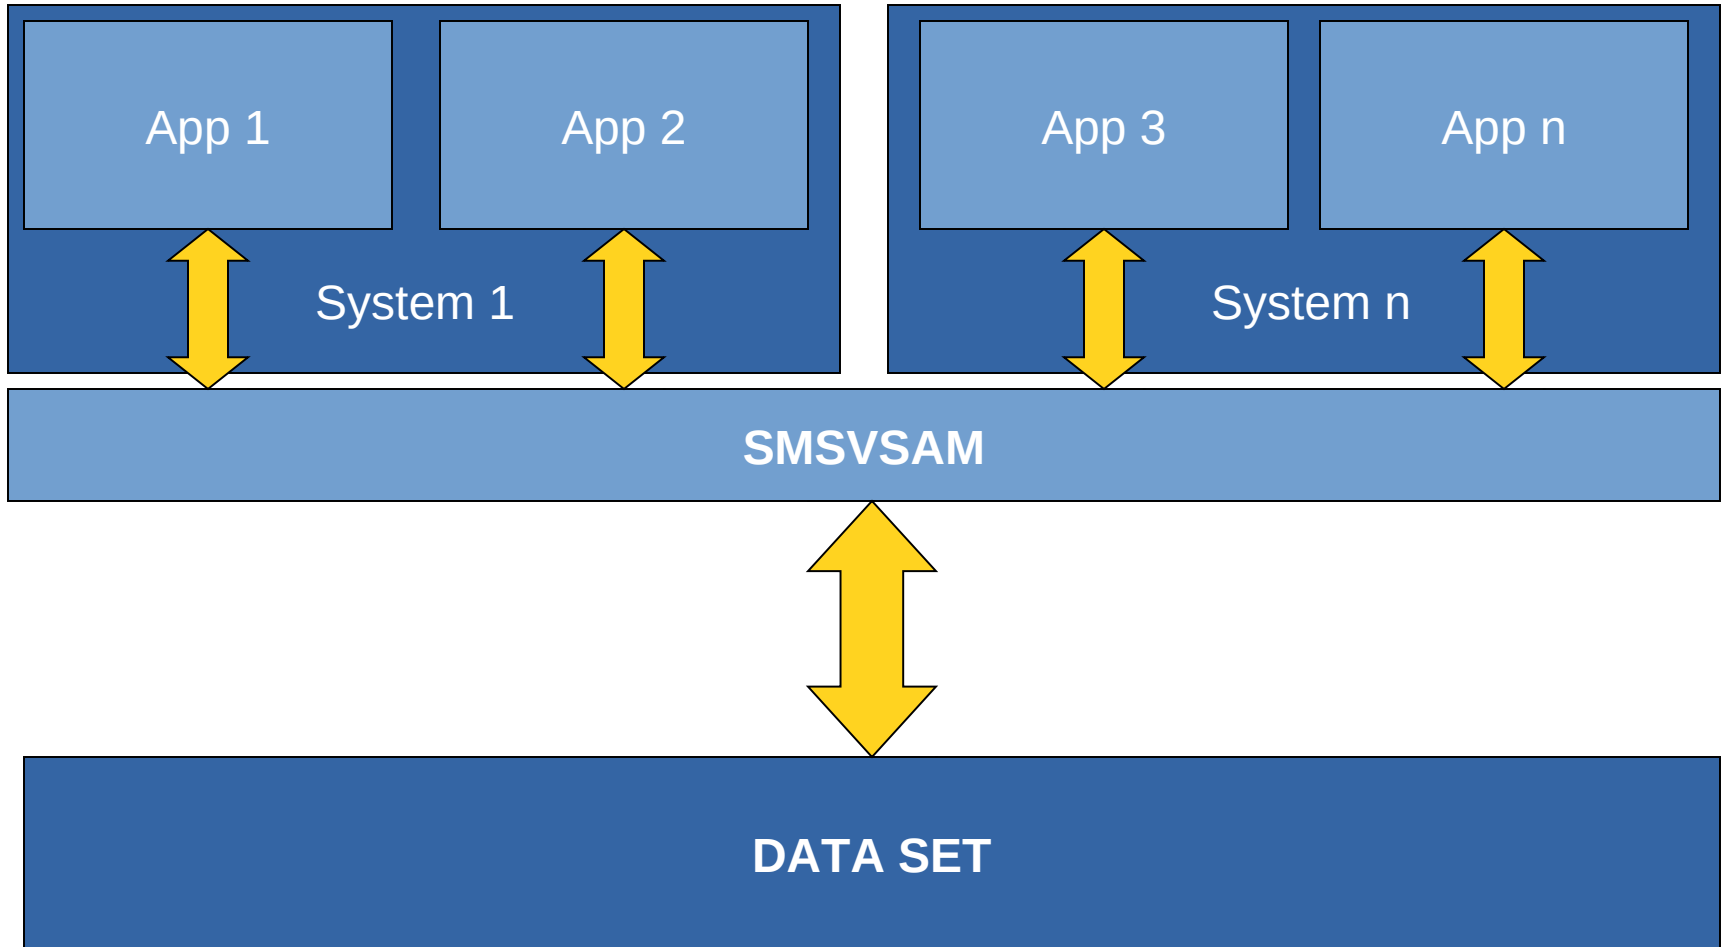 App 1
App 2
App 3
App n
System 1
System n
SMSVSAM
DATA SET